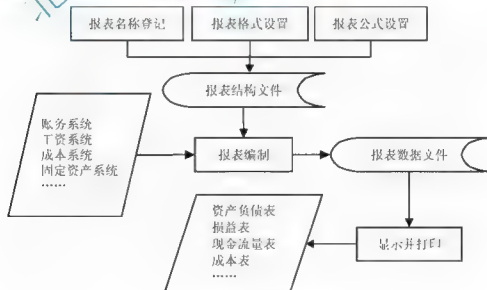 报表名称登记
报表格式设置
报表公式设置
报表结构文件
账务系统
工资系统
成本系统
固定资产系统
……
报表编制
报表数据文件
资产负债表
损益表
现金流量表
成本表
……
显示并打印